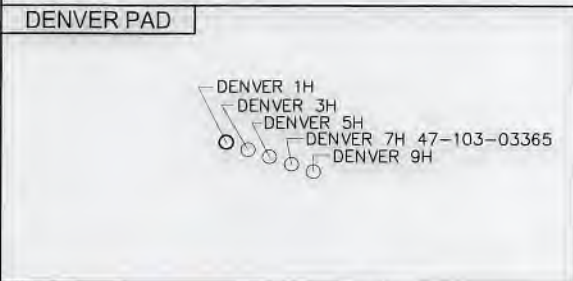 DENVER PAD
DENVER 1H
DENVER 3H
DENVER 5H
DENVER 7H 47-103-03365
DENVER 9H